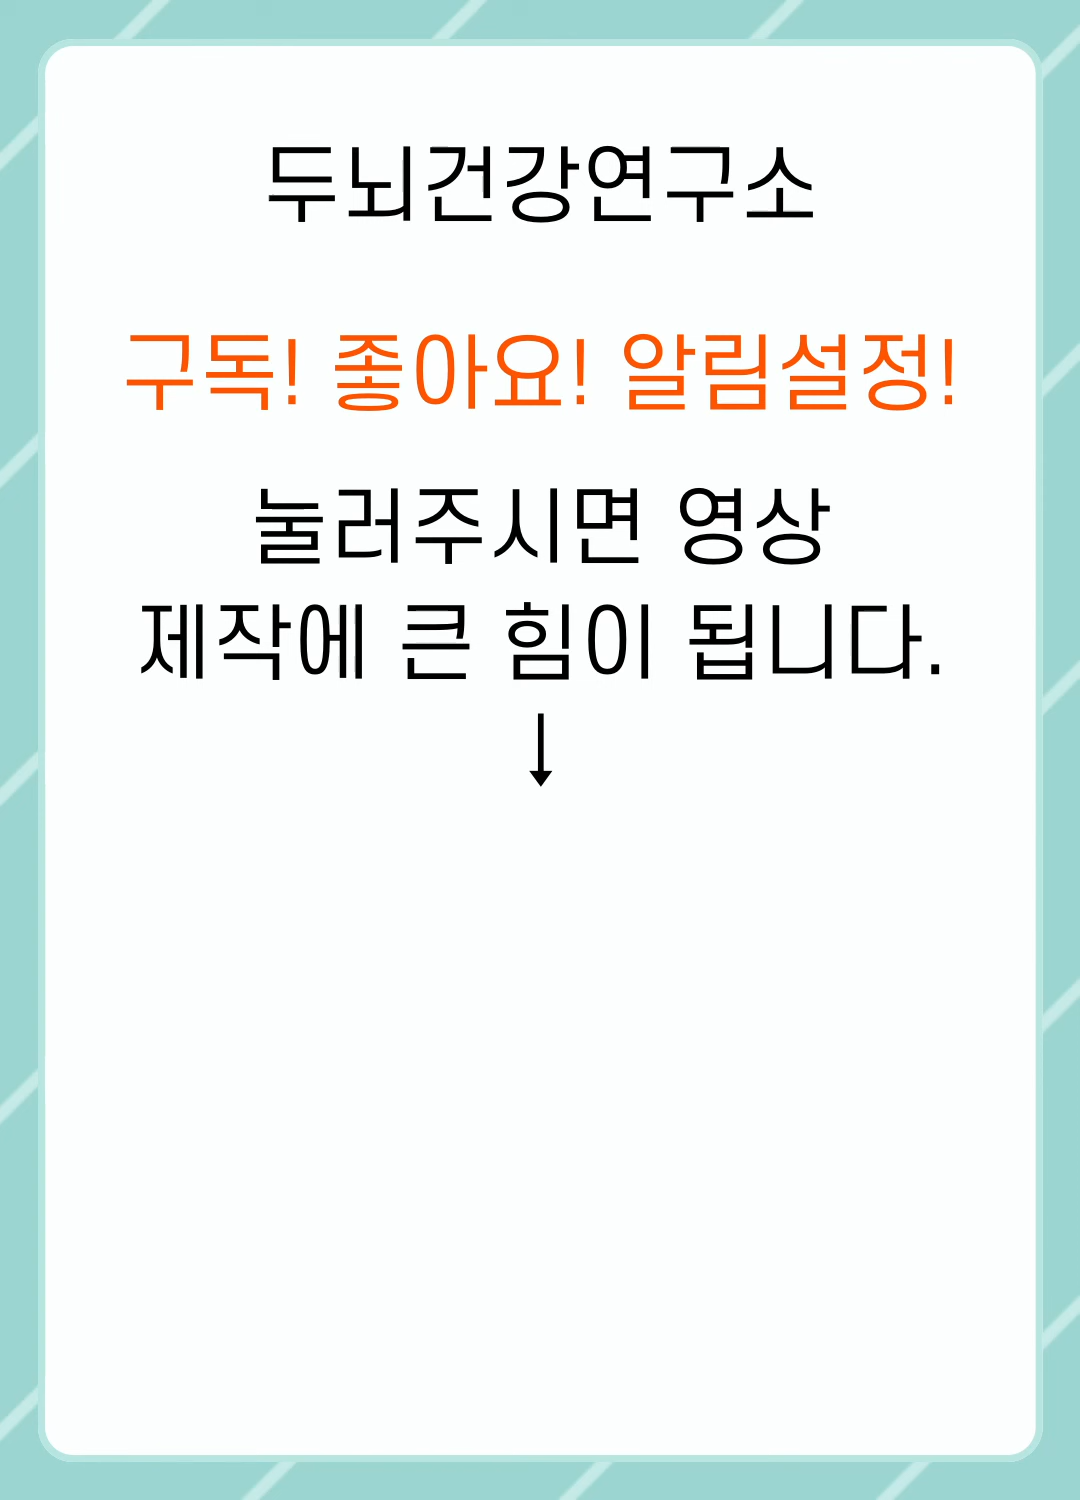 두뇌건강연구소
구독! 좋아요! 알림설정!
눌러주시면 영상
제작에 큰 힘이 됩니다.
↓